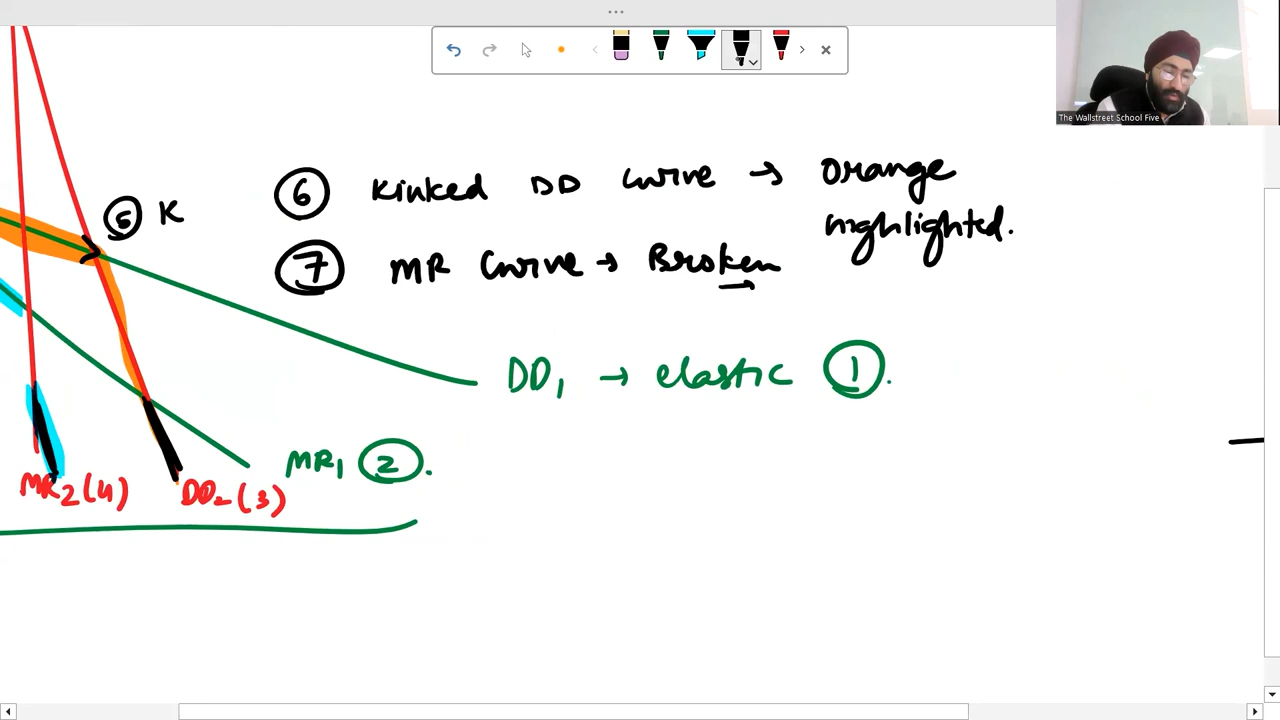 The Wallstreet School Five
⑥ Kinked DD Curve → Orange
highlighted.
⑤ K
⑦ MR Curve → Broken
DD₁ → elastic ①.
MR₁ ②.
MR₂(4) DD₂(3)